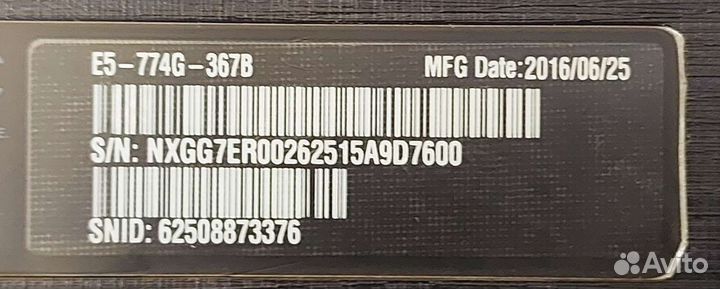 E5-774G-367B MFG Date:2016/06/25
S/N: NXGG7ER00262515A9D7600
SNID: 62508873376
Avito